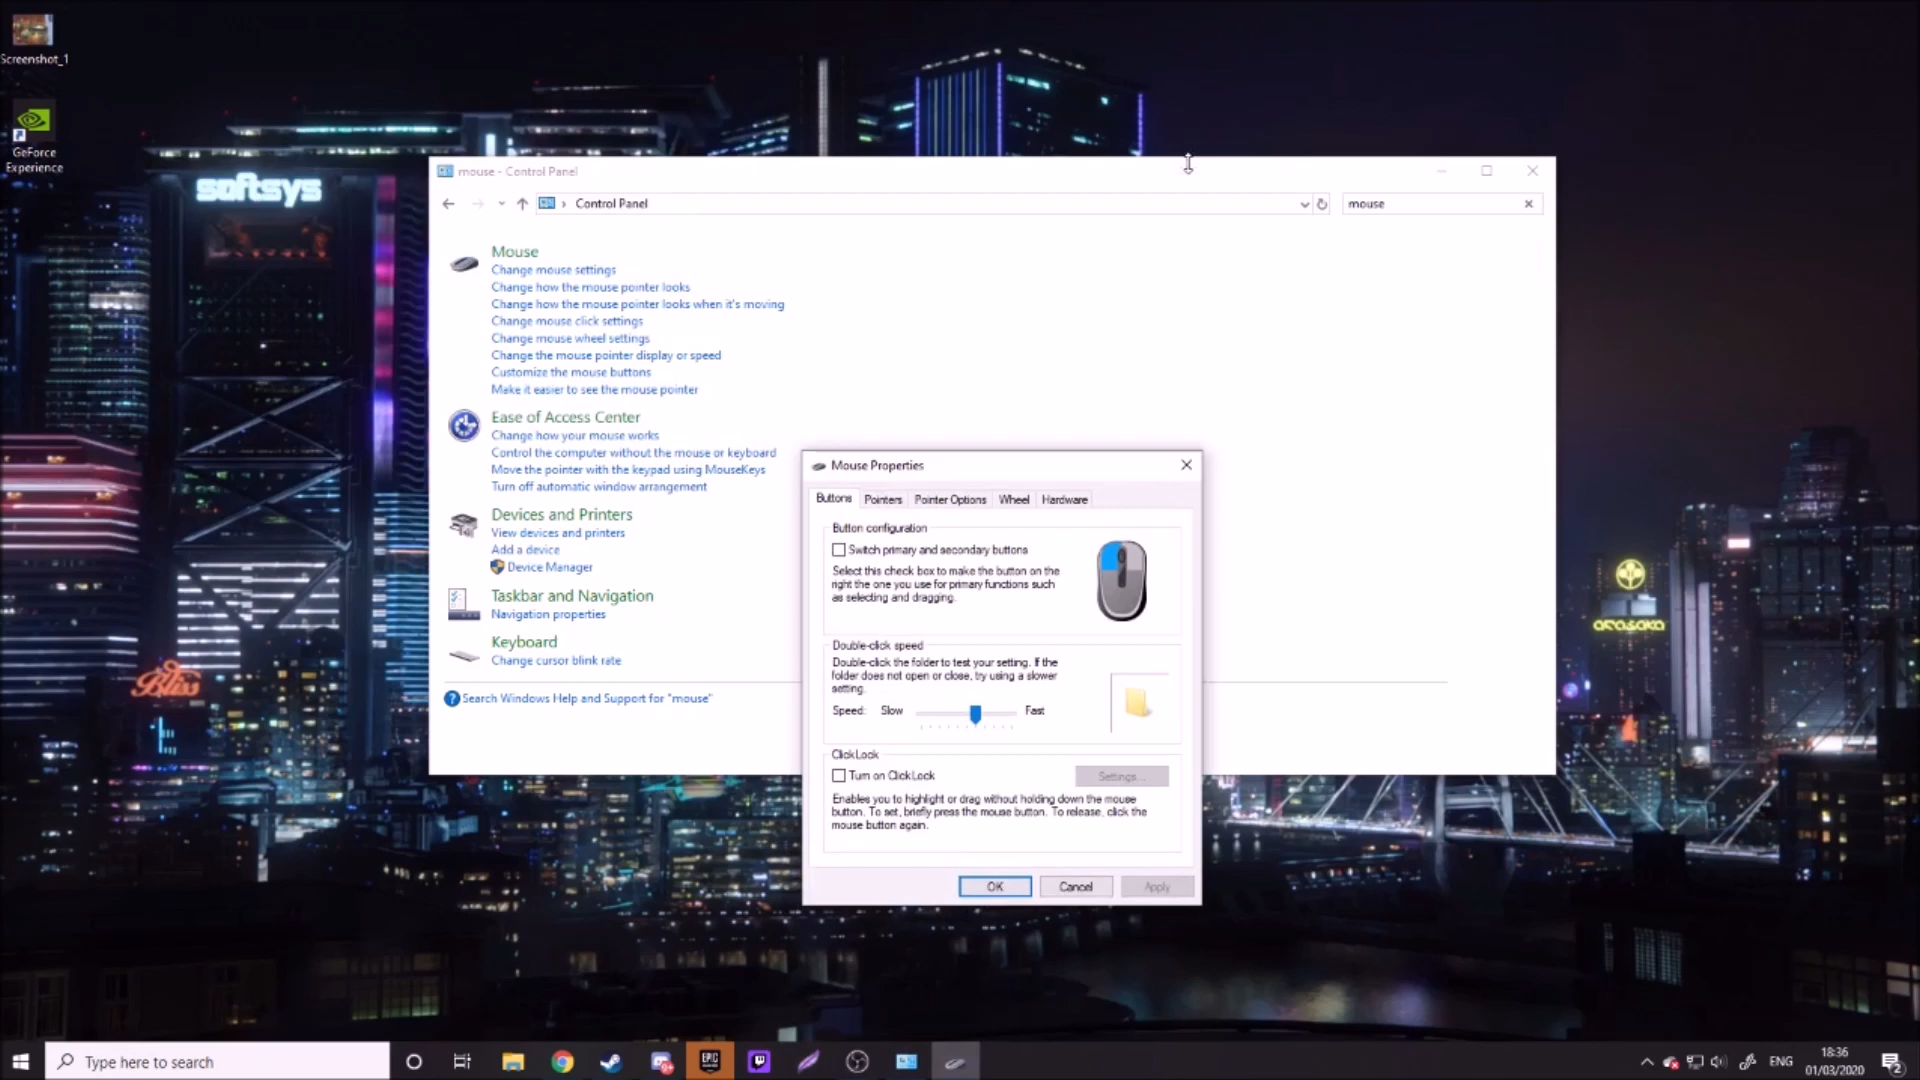 Screenshot_1
GeForce
Experience
softsys
Bliss
arasaka
mouse - Control Panel
Control Panel
mouse
Mouse
Change mouse settings
Change how the mouse pointer looks
Change how the mouse pointer looks when it's moving
Change mouse click settings
Change mouse wheel settings
Change the mouse pointer display or speed
Customize the mouse buttons
Make it easier to see the mouse pointer
Ease of Access Center
Change how your mouse works
Control the computer without the mouse or keyboard
Move the pointer with the keypad using MouseKeys
Turn off automatic window arrangement
Devices and Printers
View devices and printers
Add a device
Device Manager
Taskbar and Navigation
Navigation properties
Keyboard
Change cursor blink rate
Search Windows Help and Support for "mouse"
Mouse Properties
Buttons Pointers Pointer Options Wheel Hardware
Button configuration
Switch primary and secondary buttons
Select this check box to make the button on the
right the one you use for primary functions such
as selecting and dragging.
Double-click speed
Double-click the folder to test your setting. If the
folder does not open or close, try using a slower
setting.
Speed: Slow Fast
ClickLock
Turn on ClickLock
Settings...
Enables you to highlight or drag without holding down the mouse
button. To set, briefly press the mouse button. To release, click the
mouse button again.
OK Cancel Apply
Type here to search
EPIC
ENG
18:36
01/03/2020
2